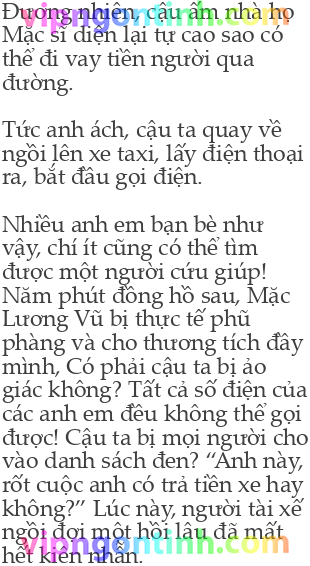 Đương nhiên, cậu ấm nhà họ
Mặc sĩ diện lại tự cao sao có
thể đi vay tiền người qua
đường.
Tức anh ách, cậu ta quay về
ngồi lên xe taxi, lấy điện thoại
ra, bắt đầu gọi điện.
Nhiều anh em bạn bè như
vậy, chí ít cũng có thể tìm
được một người cứu giúp!
Năm phút đồng hồ sau, Mặc
Lương Vũ bị thực tế phũ
phàng và cho thương tích đầy
mình, Có phải cậu ta bị ảo
giác không? Tất cả số điện của
các anh em đều không thể gọi
được! Cậu ta bị mọi người cho
vào danh sách đen? “Anh này,
rốt cuộc anh có trả tiền xe hay
không?” Lúc này, người tài xế
ngồi đợi một hồi lâu đã mất
hết kiên nhẫn.
vipngontinh.com
vipngontinh.com